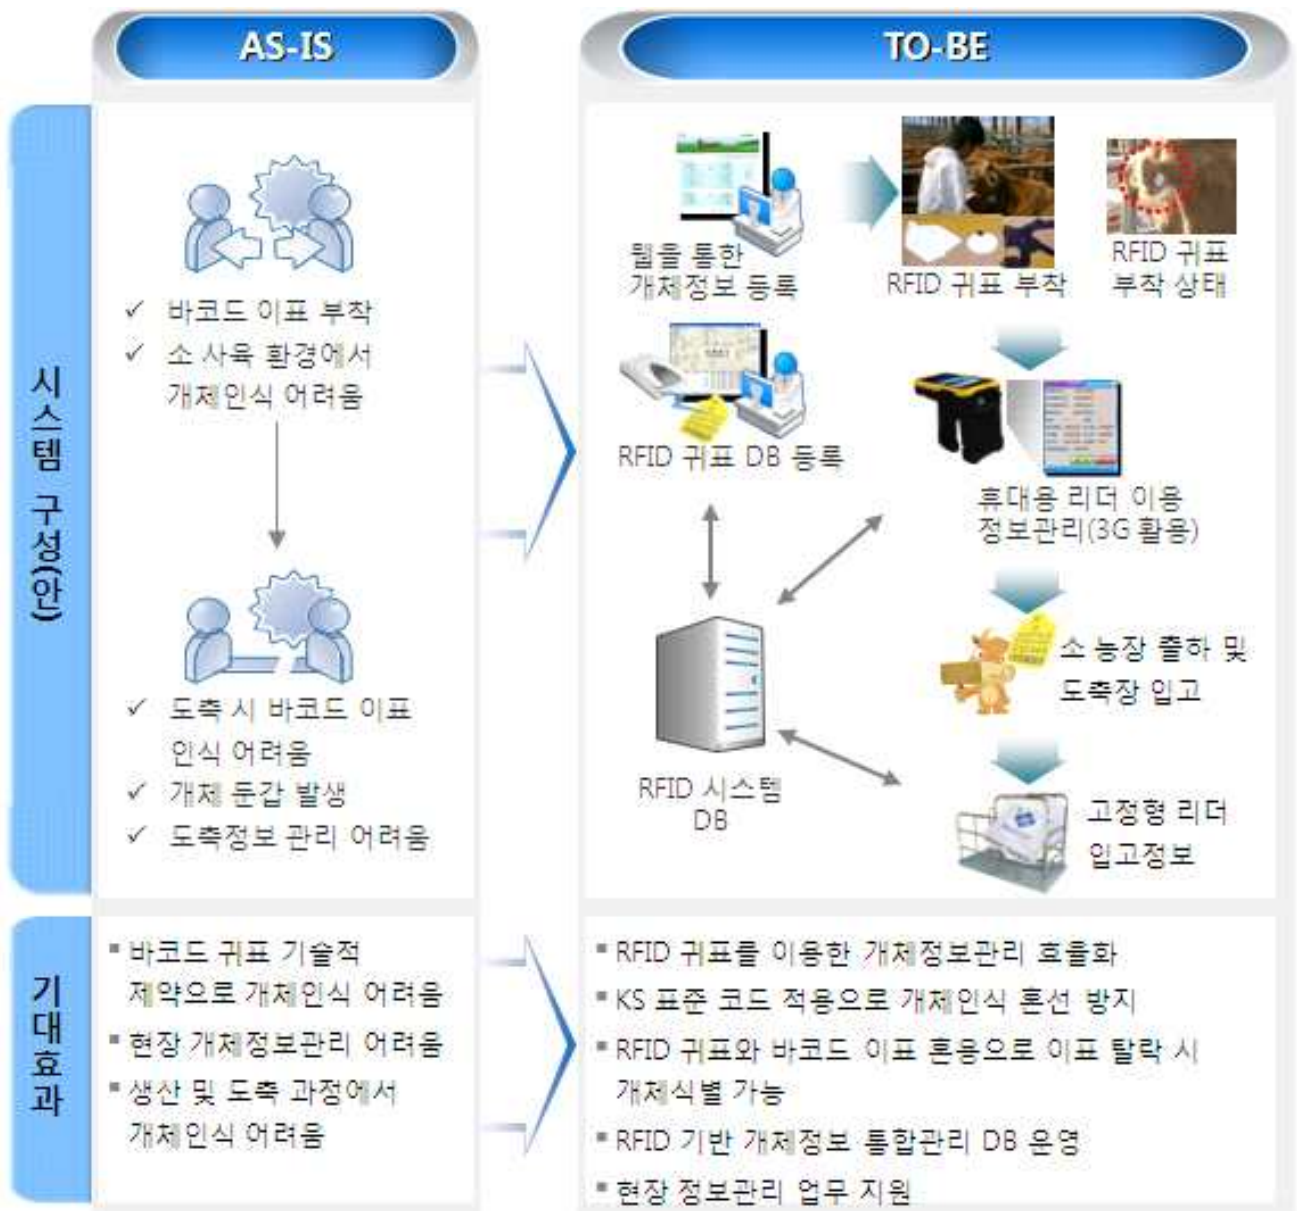 AS-IS
TO-BE
시스템 구성(안)
✓ 바코드 이표 부착
✓ 소 사육 환경에서
개체인식 어려움
✓ 도축 시 바코드 이표
인식 어려움
✓ 개체 둔갑 발생
✓ 도축정보 관리 어려움
웹을 통한
개체정보 등록
RFID 귀표 부착
RFID 귀표
부착 상태
RFID 귀표 DB 등록
휴대용 리더 이용
정보관리(3G 활용)
소 농장 출하 및
도축장 입고
RFID 시스템
DB
고정형 리더
입고정보
기대효과
▪ 바코드 귀표 기술적
제약으로 개체인식 어려움
▪ 현장 개체정보관리 어려움
▪ 생산 및 도축 과정에서
개체인식 어려움
▪ RFID 귀표를 이용한 개체정보관리 효율화
▪ KS 표준 코드 적용으로 개체인식 혼선 방지
▪ RFID 귀표와 바코드 이표 혼용으로 이표 탈락 시
개체식별 가능
▪ RFID 기반 개체정보 통합관리 DB 운영
▪ 현장 정보관리 업무 지원